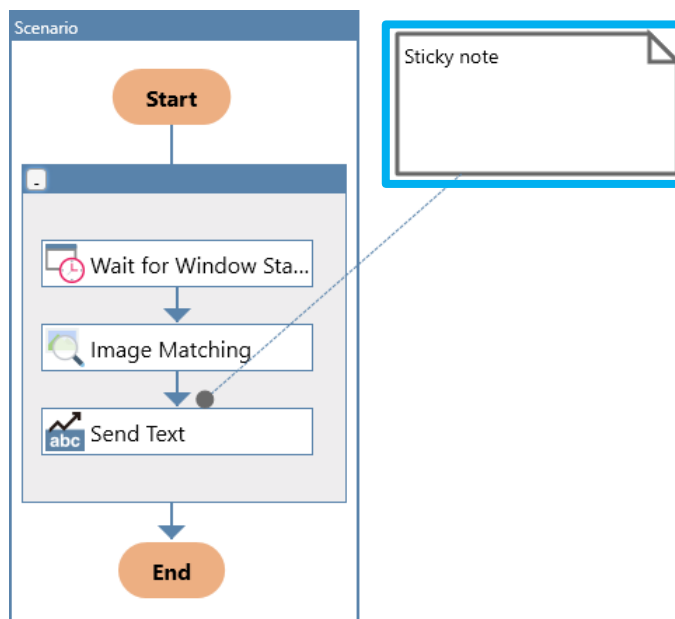 Scenario
Sticky note
Start
-
Wait for Window Sta...
Image Matching
abc Send Text
End